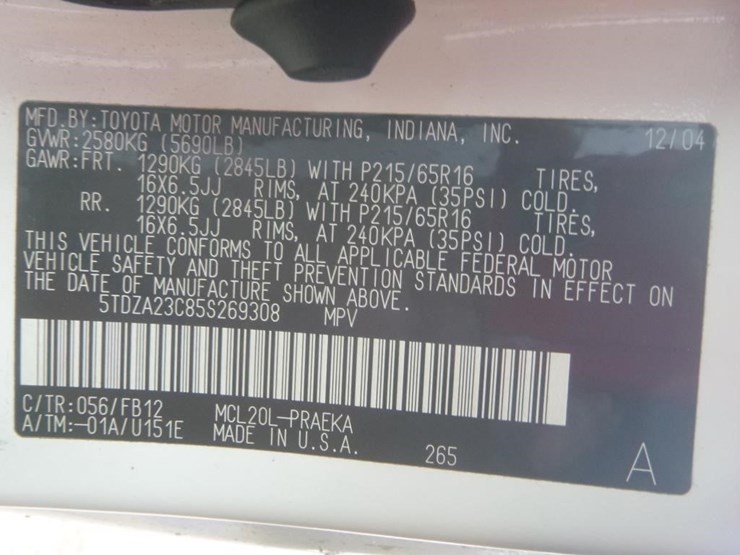 MFD.BY:TOYOTA MOTOR MANUFACTURING, INDIANA, INC. 12/04
GVWR:2580KG (5690LB)
GAWR:FRT. 1290KG (2845LB) WITH P215/65R16 TIRES,
16X6.5JJ RIMS, AT 240KPA (35PSI) COLD.
RR. 1290KG (2845LB) WITH P215/65R16 TIRES,
16X6.5JJ RIMS, AT 240KPA (35PSI) COLD.
THIS VEHICLE CONFORMS TO ALL APPLICABLE FEDERAL MOTOR
VEHICLE SAFETY AND THEFT PREVENTION STANDARDS IN EFFECT ON
THE DATE OF MANUFACTURE SHOWN ABOVE.
5TDZA23C85S269308 MPV
C/TR:056/FB12 MCL20L-PRAEKA
A/TM:-01A/U151E MADE IN U.S.A. 265 A